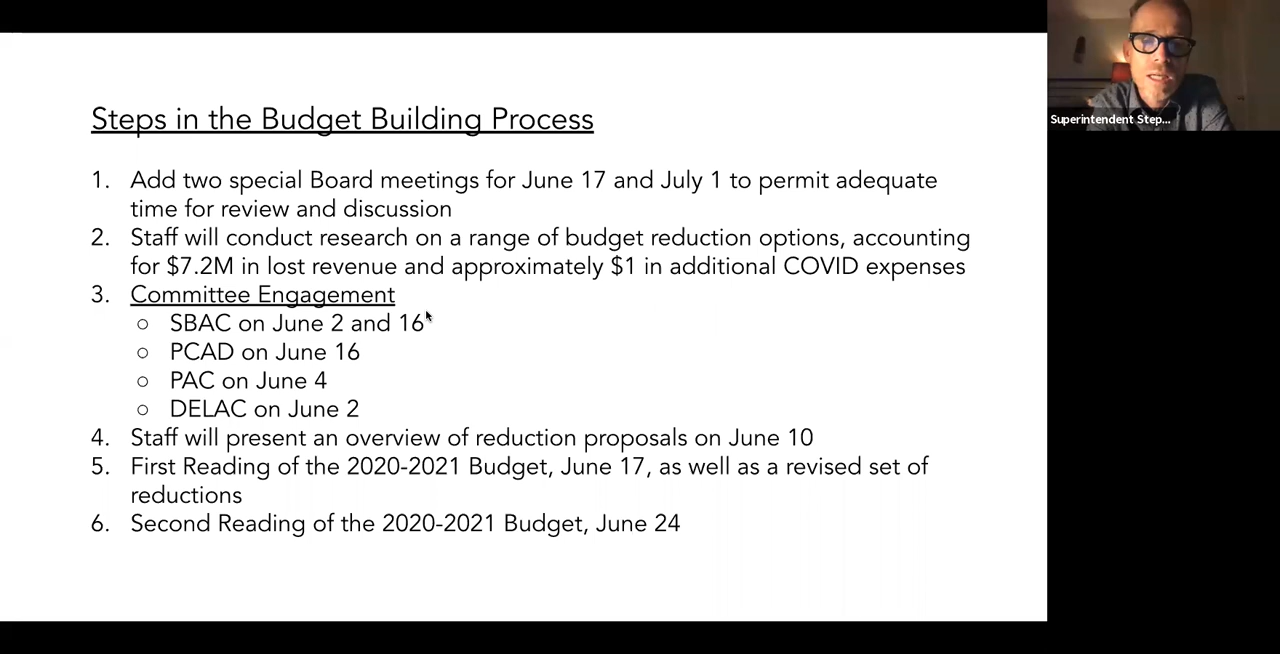 Steps in the Budget Building Process
1. Add two special Board meetings for June 17 and July 1 to permit adequate
time for review and discussion
2. Staff will conduct research on a range of budget reduction options, accounting
for $7.2M in lost revenue and approximately $1 in additional COVID expenses
3. Committee Engagement
○ SBAC on June 2 and 16
○ PCAD on June 16
○ PAC on June 4
○ DELAC on June 2
4. Staff will present an overview of reduction proposals on June 10
5. First Reading of the 2020-2021 Budget, June 17, as well as a revised set of
reductions
6. Second Reading of the 2020-2021 Budget, June 24
Superintendent Step...